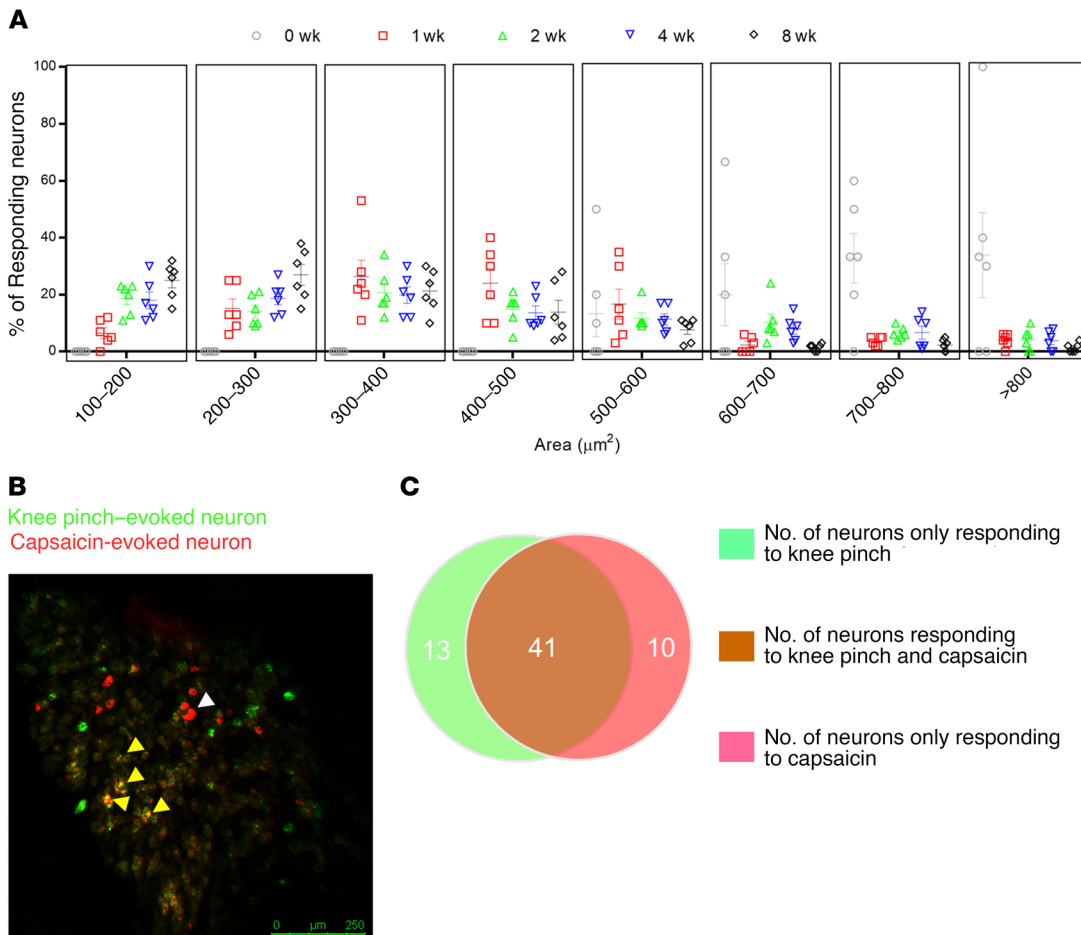 A
0 wk 1 wk 2 wk 4 wk 8 wk
% of Responding neurons
100
80
60
40
20
0
100–200 200–300 300–400 400–500 500–600 600–700 700–800 >800
Area (μm²)
B
Knee pinch–evoked neuron
Capsaicin-evoked neuron
0 μm 250
C
13 41 10
No. of neurons only responding
to knee pinch
No. of neurons responding
to knee pinch and capsaicin
No. of neurons only responding
to capsaicin